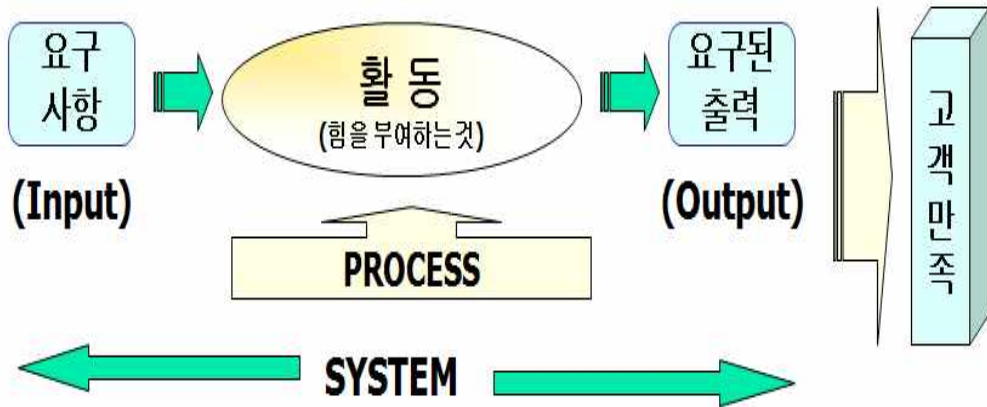 요구
사항
(Input)
활 동
(힘을 부여하는 것)
PROCESS
요구된
출력
(Output)
고객만족
SYSTEM